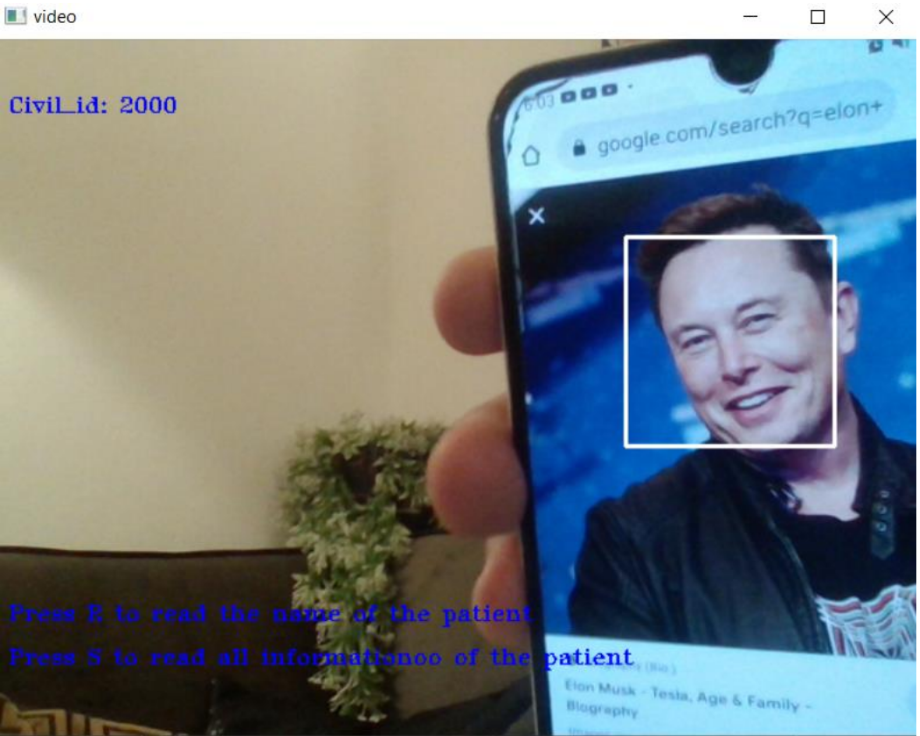 video
Civil_id: 2000
6:03
google.com/search?q=elon+
Press R to read the name of the patient
Press S to read all informationoo of the patient
Elon Musk - Tesla, Age & Family -
Biography